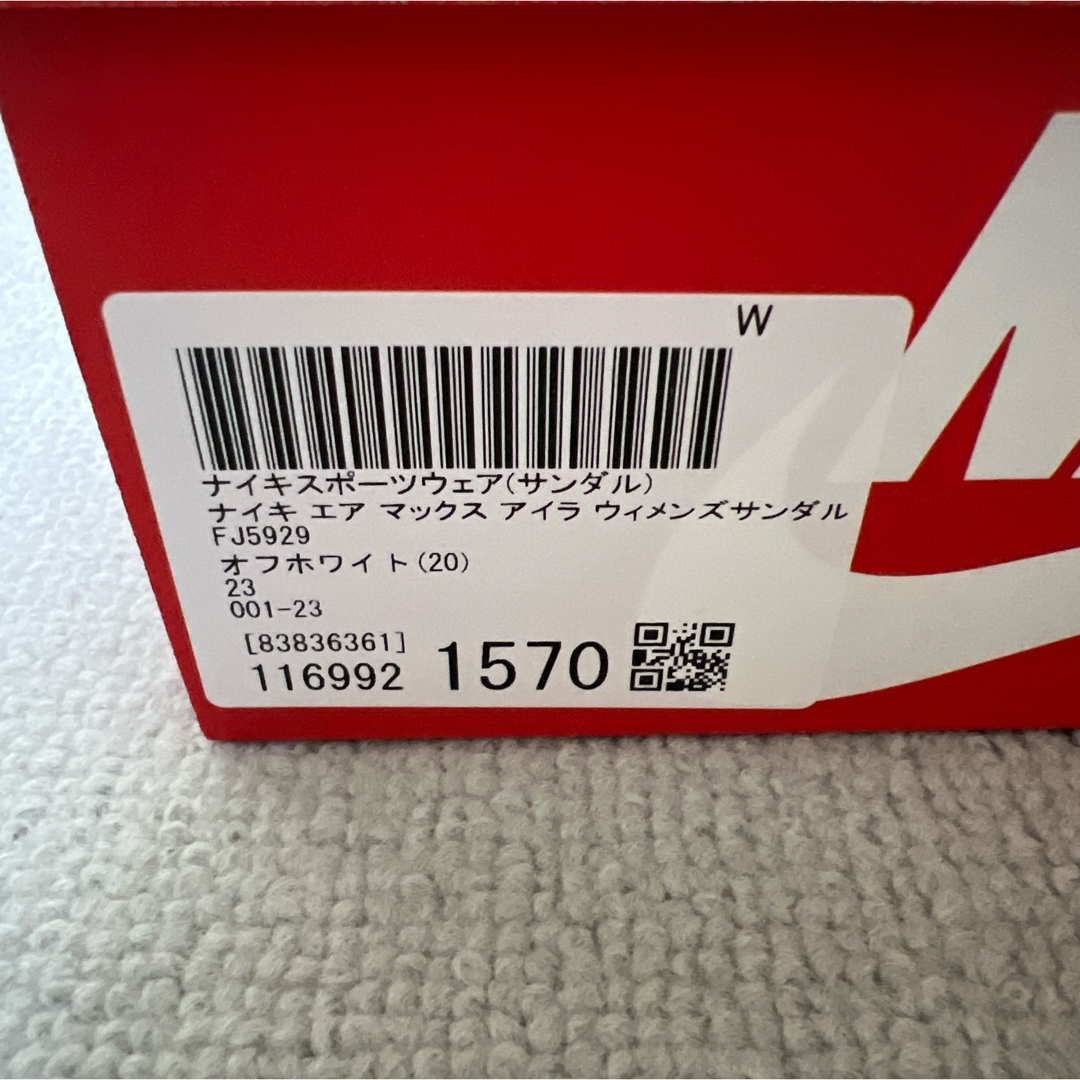 W
ナイキスポーツウェア(サンダル)
ナイキ エア マックス アイラ ウィメンズサンダル
FJ5929
オフホワイト(20)
23
001-23
[83836361]
116992 1570